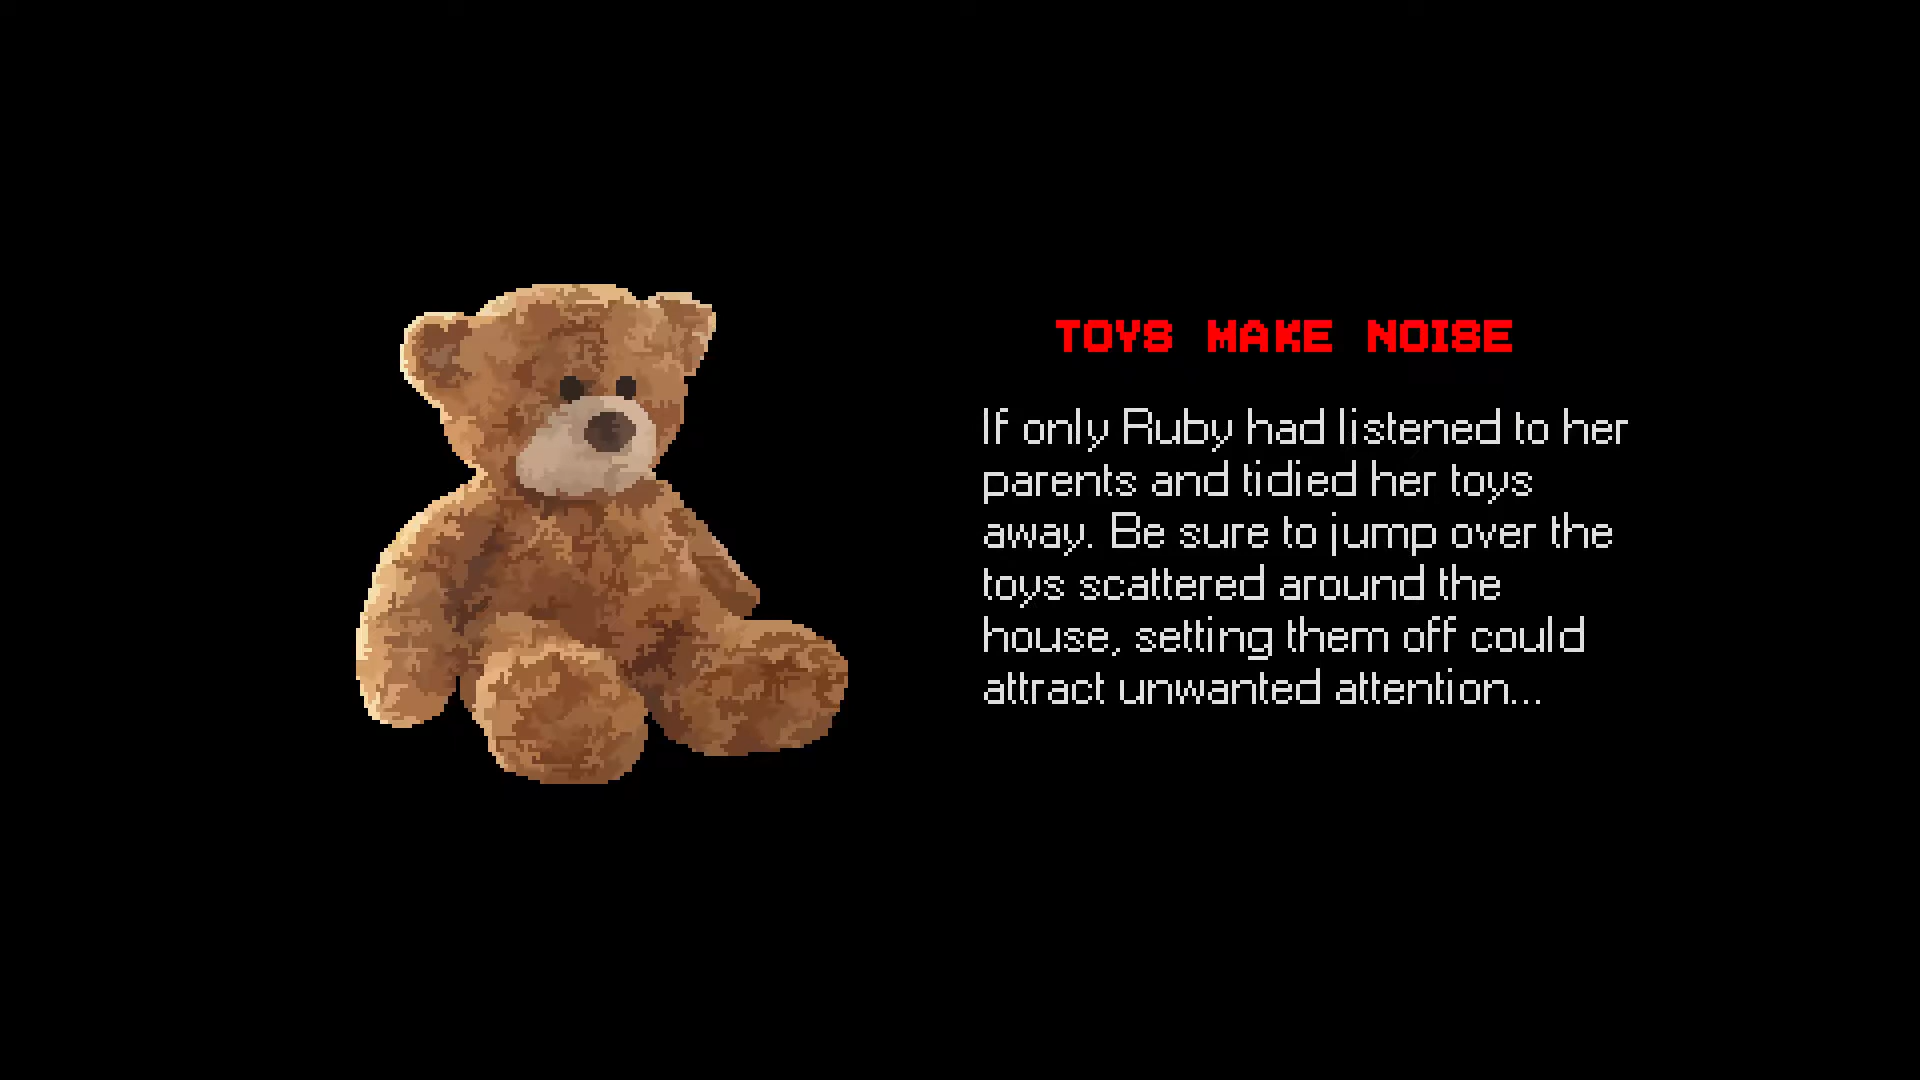 TOYS MAKE NOISE
If only Ruby had listened to her
parents and tidied her toys
away. Be sure to jump over the
toys scattered around the
house, setting them off could
attract unwanted attention...